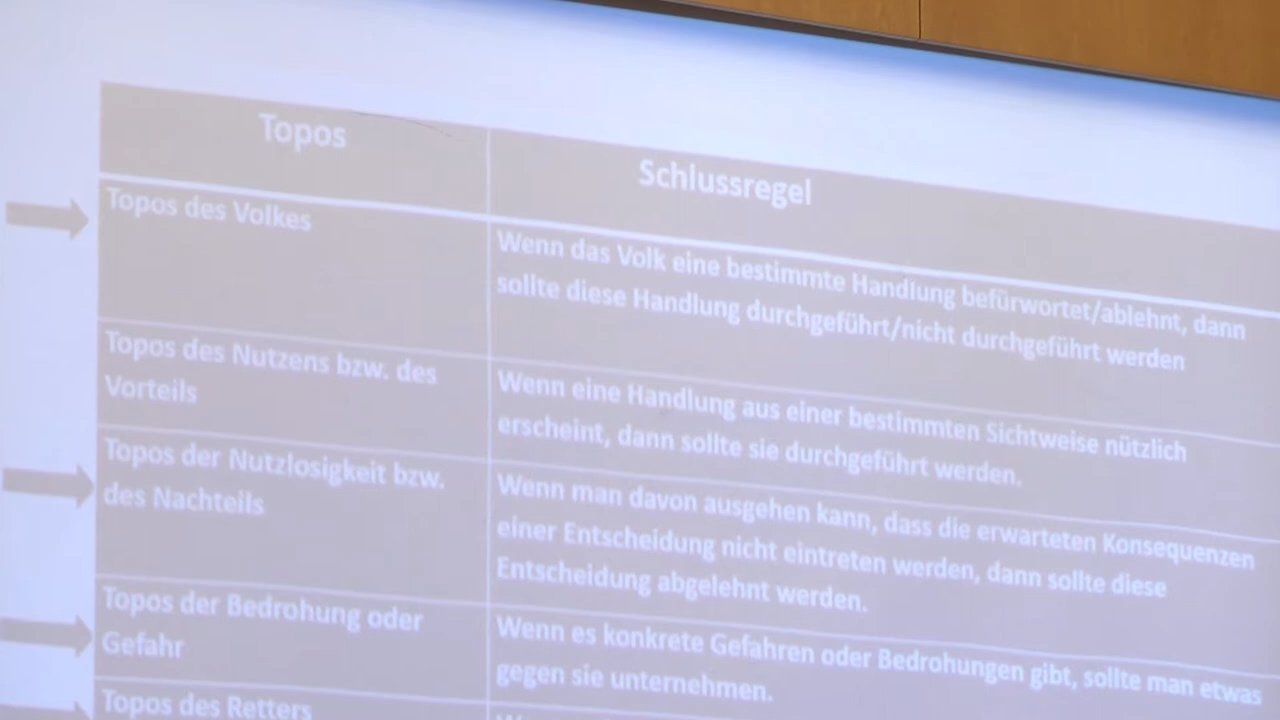 Topos
Schlussregel
Topos des Volkes
Wenn das Volk eine bestimmte Handlung befürwortet/ablehnt, dann
sollte diese Handlung durchgeführt/nicht durchgeführt werden
Topos des Nutzens bzw. des
Vorteils
Wenn eine Handlung aus einer bestimmten Sichtweise nützlich
erscheint, dann sollte sie durchgeführt werden.
Topos der Nutzlosigkeit bzw.
des Nachteils
Wenn man davon ausgehen kann, dass die erwarteten Konsequenzen
einer Entscheidung nicht eintreten werden, dann sollte diese
Entscheidung abgelehnt werden.
Topos der Bedrohung oder
Gefahr
Wenn es konkrete Gefahren oder Bedrohungen gibt, sollte man etwas
gegen sie unternehmen.
Topos des Retters